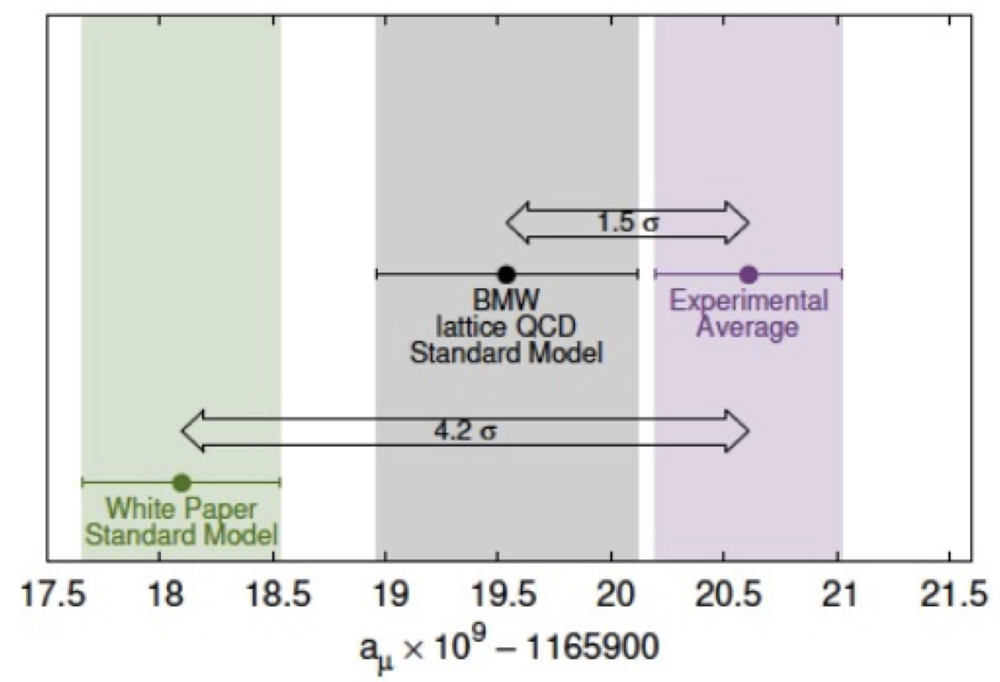 1.5 σ
BMW
lattice QCD
Standard Model
Experimental
Average
4.2 σ
White Paper
Standard Model
17.5 18 18.5 19 19.5 20 20.5 21 21.5
aμ × 10⁹ – 1165900